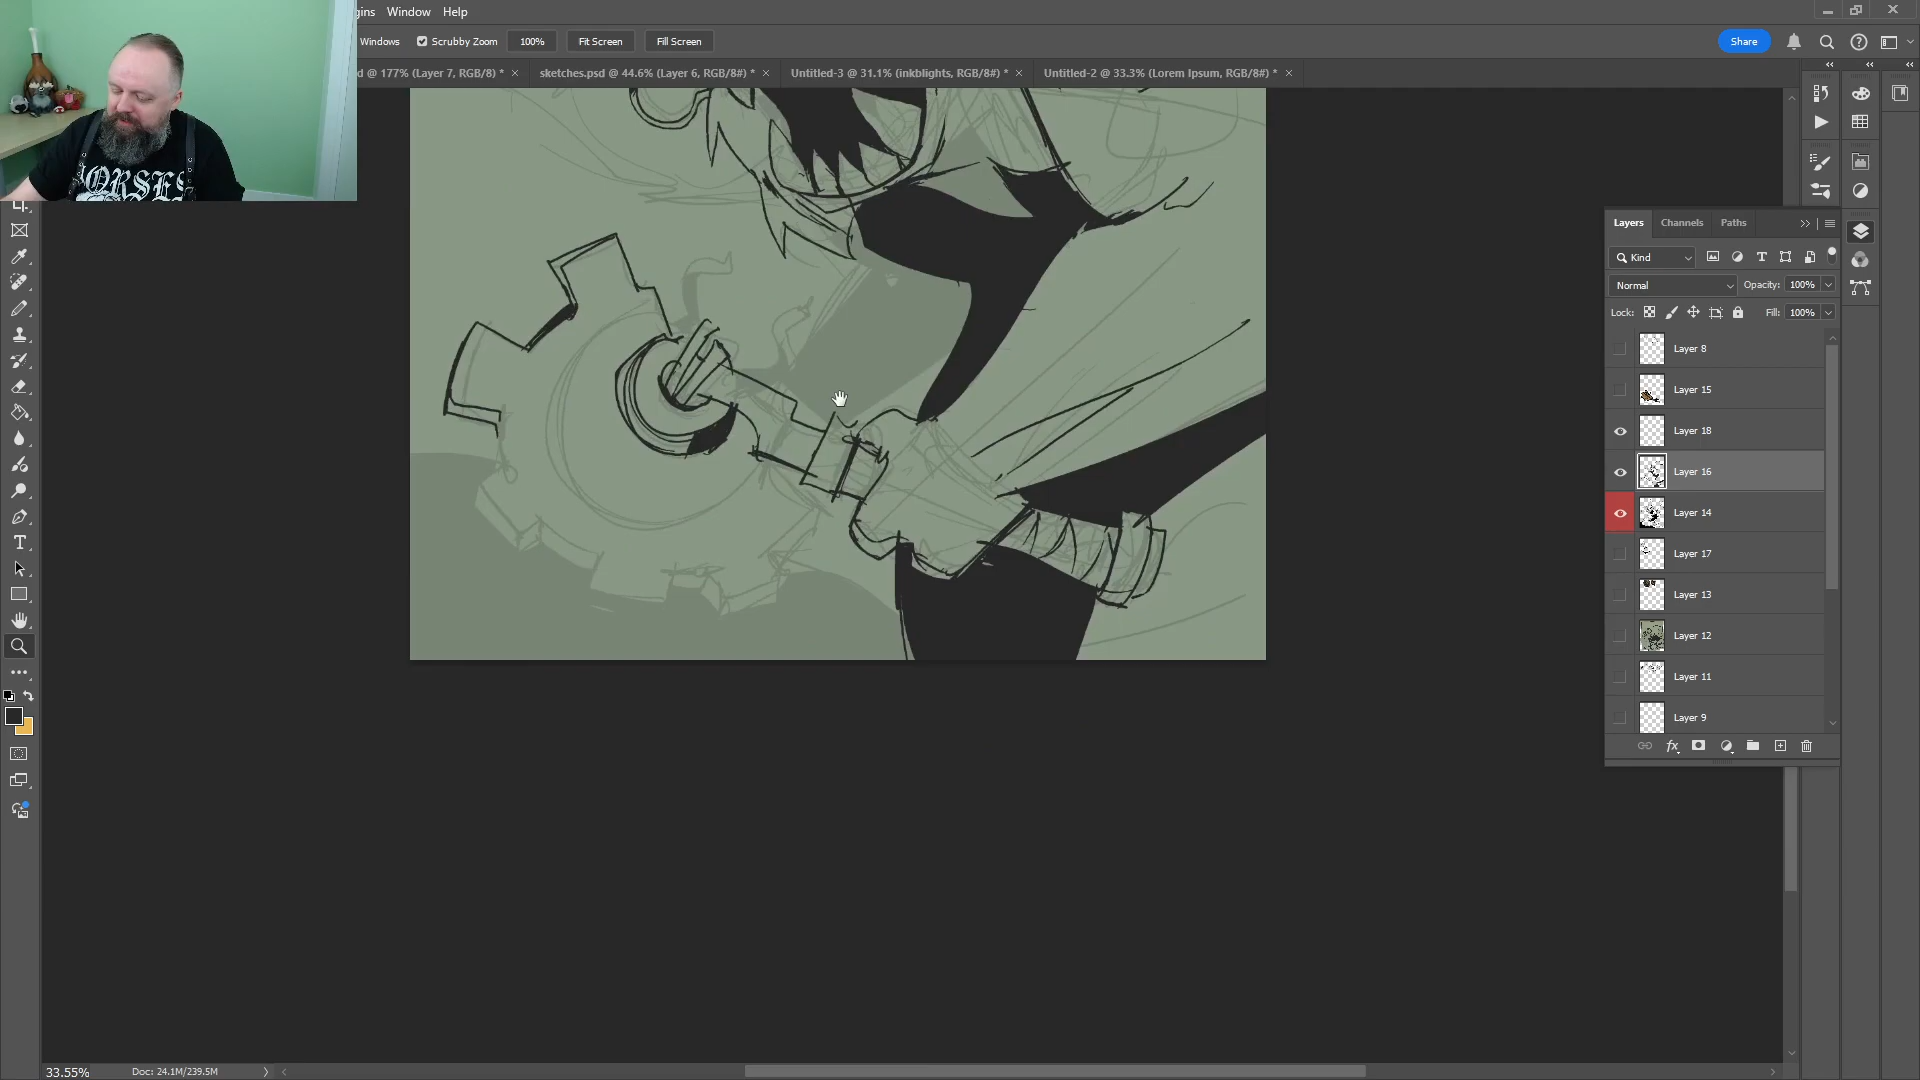 gins Window Help
Windows Scrubby Zoom 100% Fit Screen Fill Screen Share
d @ 177% (Layer 7, RGB/8) * sketches.psd @ 44.6% (Layer 6, RGB/8#) * Untitled-3 @ 31.1% (inkblights, RGB/8#) * Untitled-2 @ 33.3% (Lorem Ipsum, RGB/8#) *
HORSES
Layers Channels Paths
Kind
Normal Opacity: 100%
Lock: Fill: 100%
Layer 8
Layer 15
Layer 18
Layer 16
Layer 14
Layer 17
Layer 13
Layer 12
Layer 11
Layer 9
33.55% Doc: 24.1M/239.5M